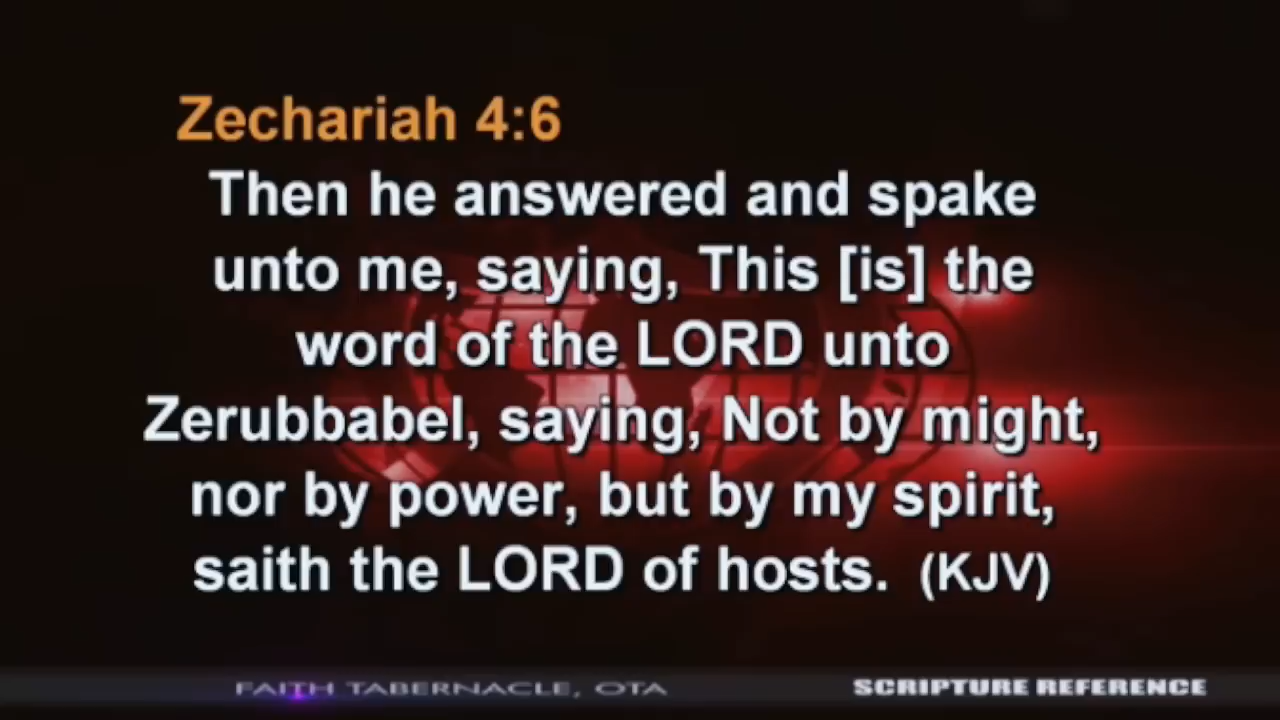 Zechariah 4:6
Then he answered and spake
unto me, saying, This [is] the
word of the LORD unto
Zerubbabel, saying, Not by might,
nor by power, but by my spirit,
saith the LORD of hosts. (KJV)
FAITH TABERNACLE, OTA
SCRIPTURE REFERENCE